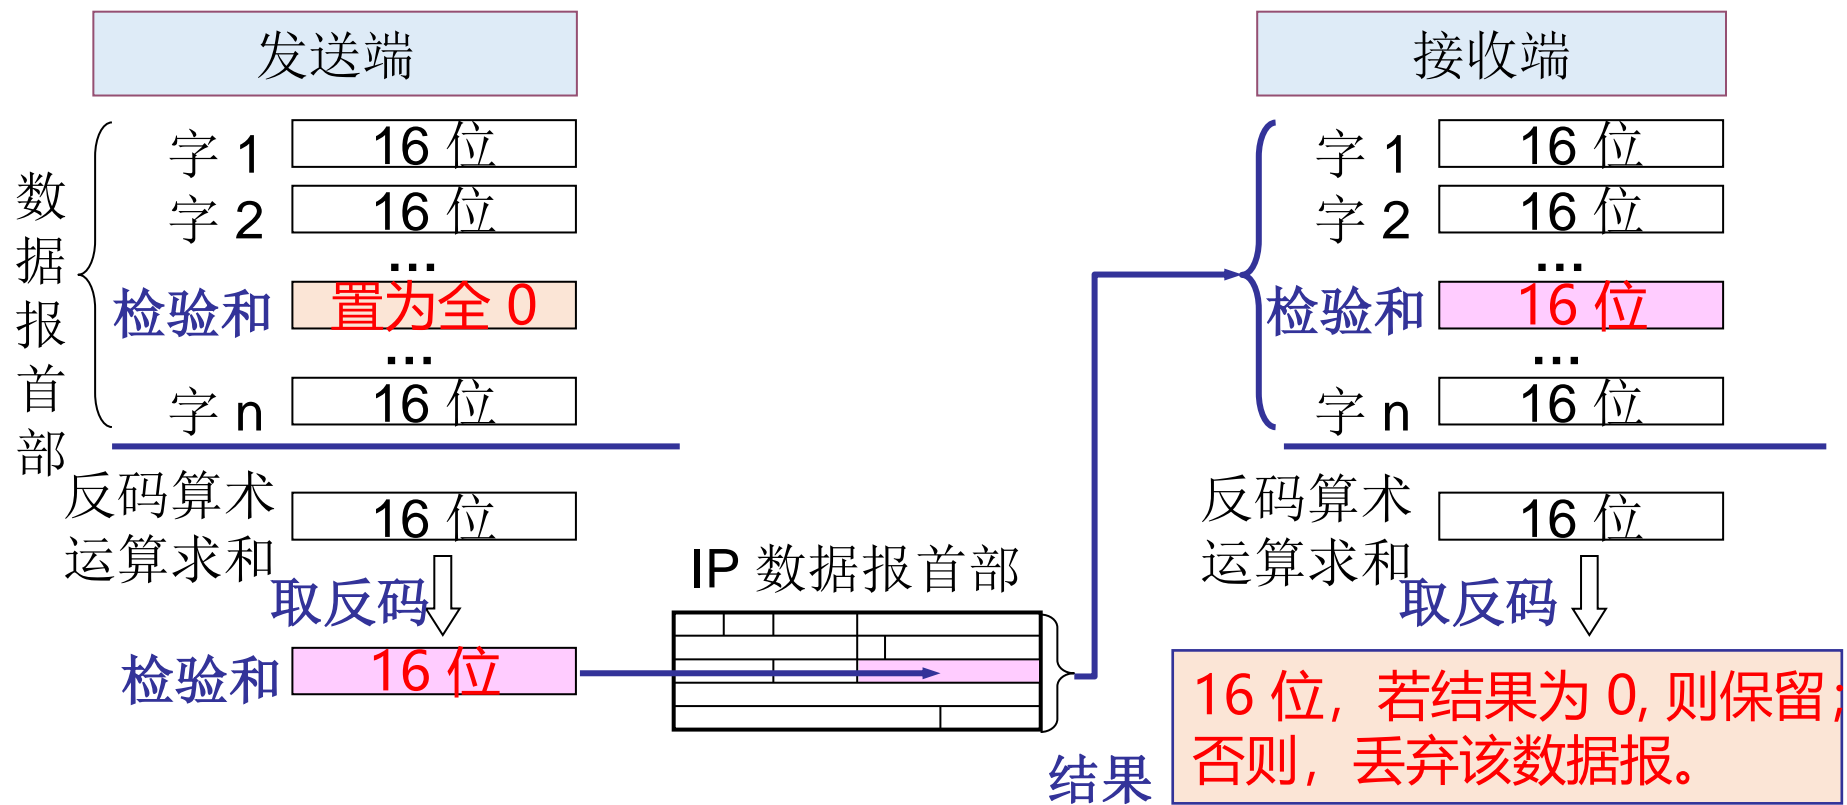 发送端
数据报首部
字 1 16 位
字 2 16 位
...
检验和 置为全 0
...
字 n 16 位
反码算术
运算求和
16 位
取反码
检验和 16 位
IP 数据报首部
接收端
字 1 16 位
字 2 16 位
...
检验和 16 位
...
字 n 16 位
反码算术
运算求和
16 位
取反码
结果
16 位，若结果为 0, 则保留；
否则，丢弃该数据报。